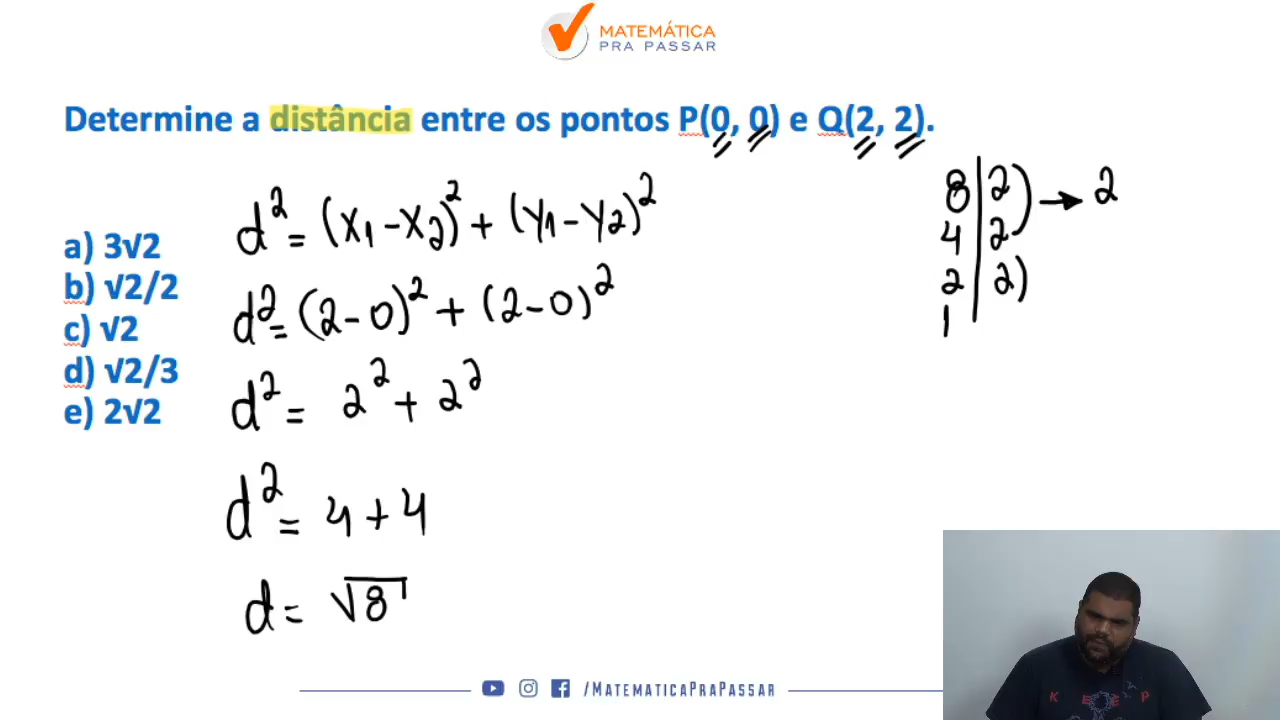 MATEMÁTICA
PRA PASSAR
Determine a distância entre os pontos P(0, 0) e Q(2, 2).
a) 3√2
b) √2/2
c) √2
d) √2/3
e) 2√2
d² = (x₁ - x₂)² + (y₁ - y₂)²
d² = (2 - 0)² + (2 - 0)²
d² = 2² + 2²
d² = 4 + 4
d = √8
8 | 2) → 2
4 | 2
2 | 2)
1
/MATEMATICAPRAPASSAR
K E E P